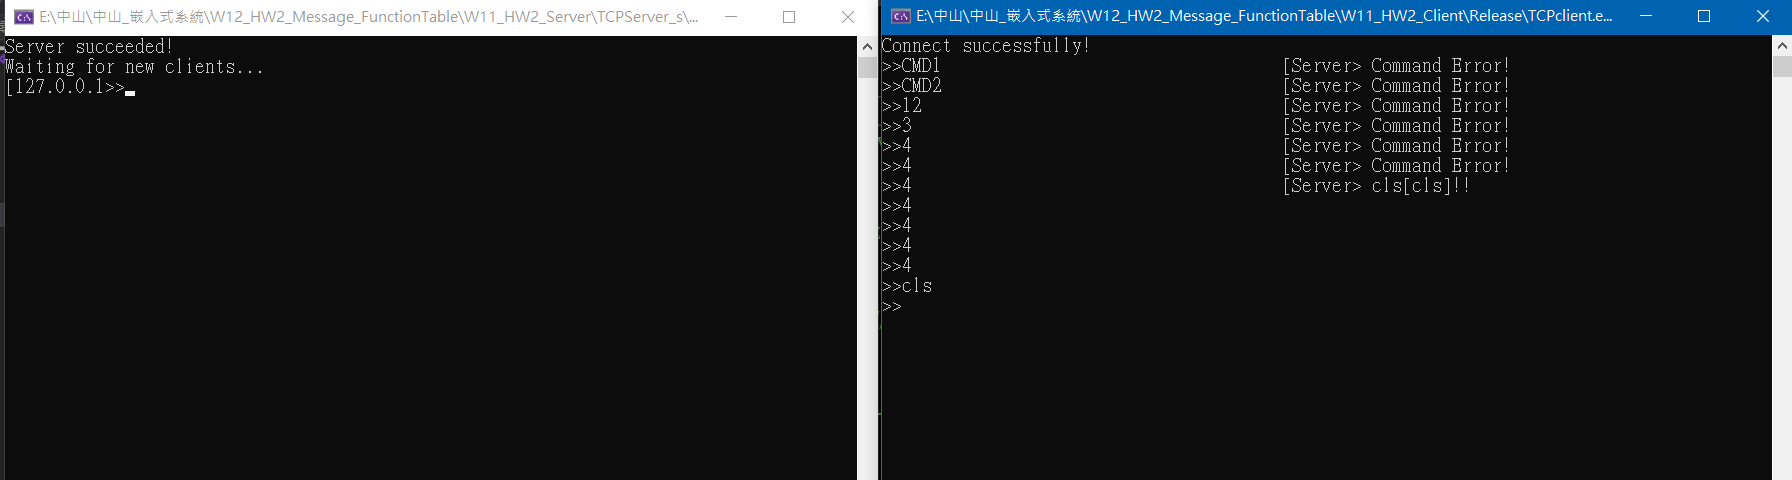 E:\中山\中山_嵌入式系統\W12_HW2_Message_FunctionTable\W11_HW2_Server\TCPServer_s\...
Server succeeded!
Waiting for new clients...
[127.0.0.1>>
E:\中山\中山_嵌入式系統\W12_HW2_Message_FunctionTable\W11_HW2_Client\Release\TCPclient.e...
Connect successfully!
>>CMD1 [Server> Command Error!
>>CMD2 [Server> Command Error!
>>12 [Server> Command Error!
>>3 [Server> Command Error!
>>4 [Server> Command Error!
>>4 [Server> Command Error!
>>4 [Server> cls[cls]!!
>>4
>>4
>>4
>>4
>>cls
>>